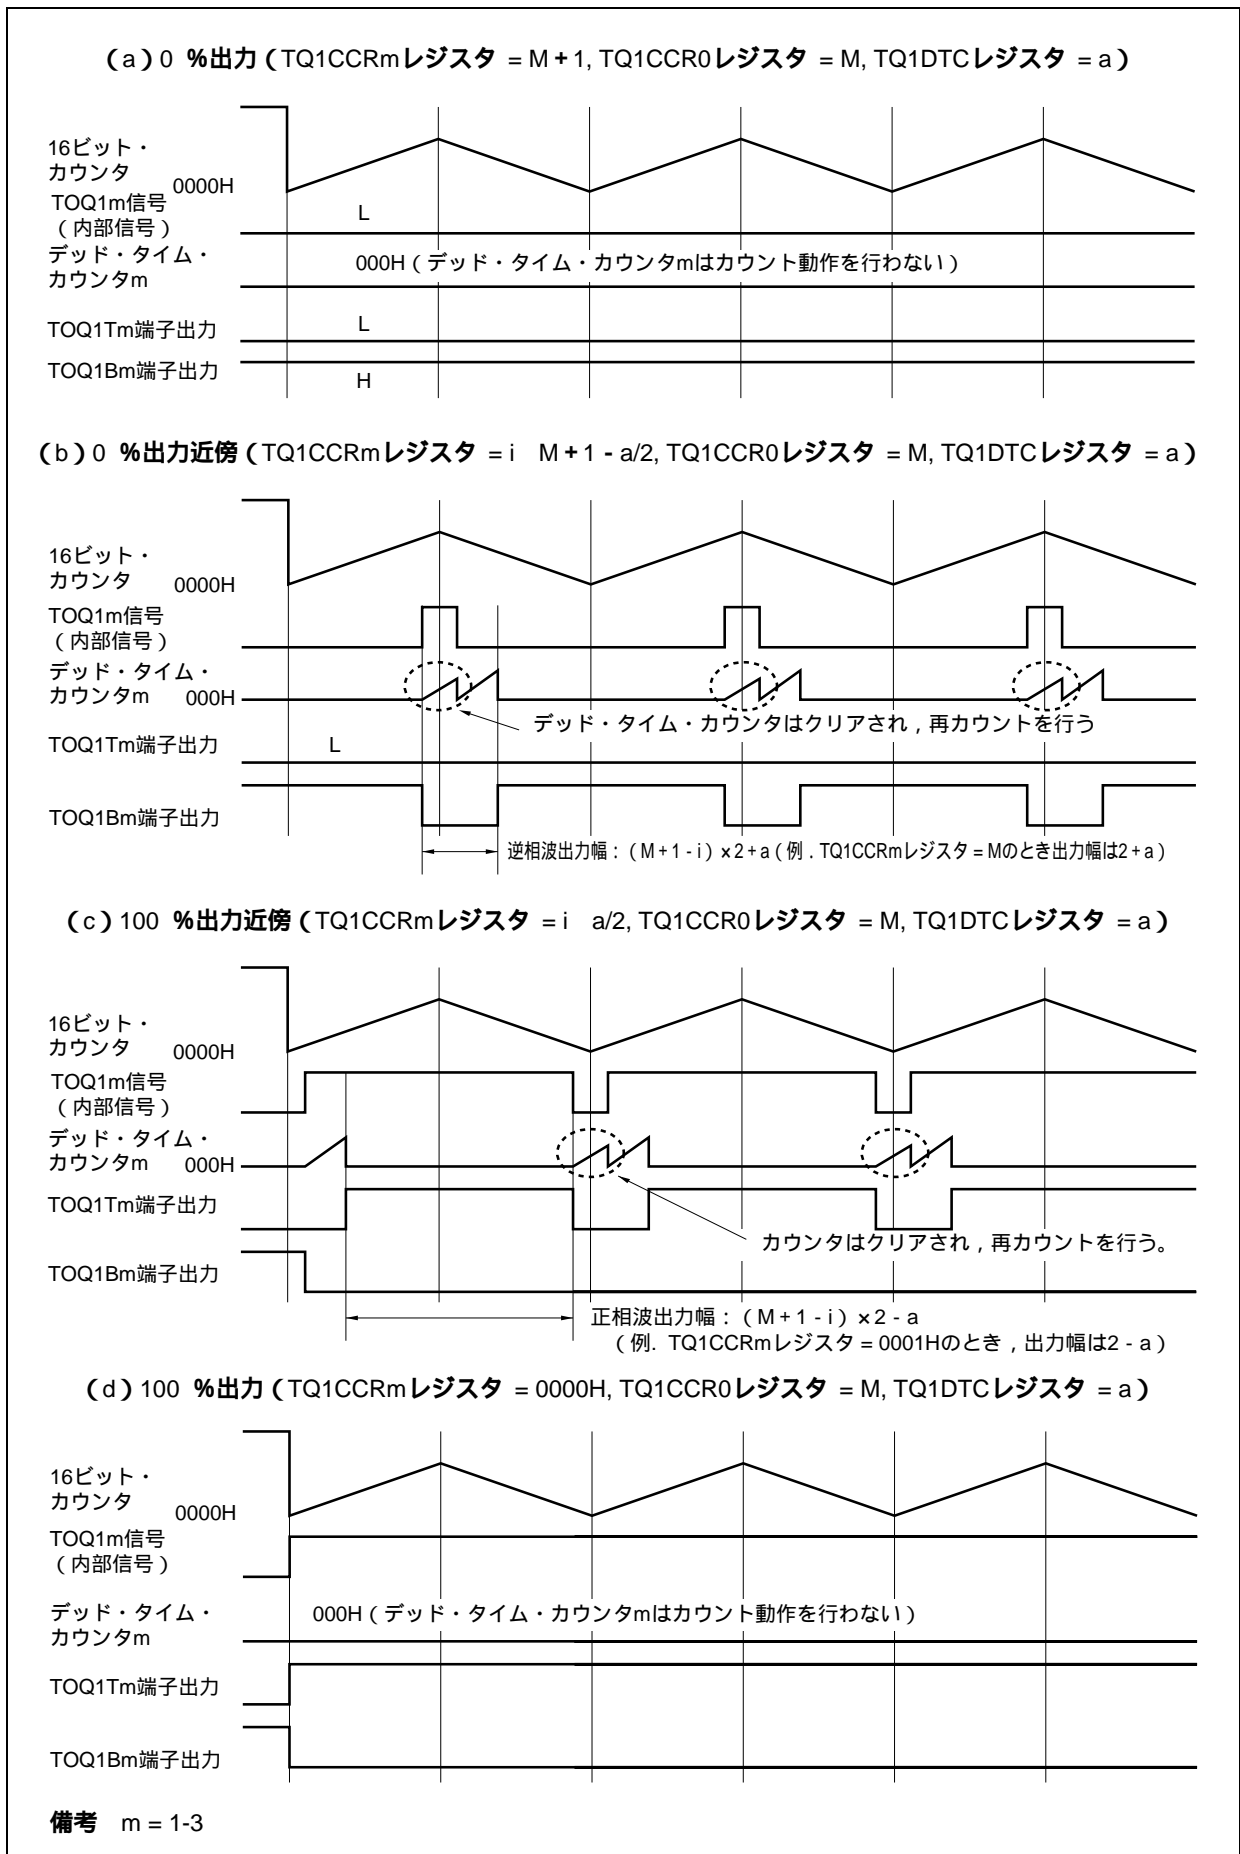 (a) 0 %出力(TQ1CCRmレジスタ = M + 1, TQ1CCR0レジスタ = M, TQ1DTCレジスタ = a)
16ビット・
カウンタ 0000H
TOQ1m信号
(内部信号)
L
デッド・タイム・
カウンタm
000H(デッド・タイム・カウンタmはカウント動作を行わない)
TOQ1Tm端子出力 L
TOQ1Bm端子出力 H
(b) 0 %出力近傍(TQ1CCRmレジスタ = i M + 1 - a/2, TQ1CCR0レジスタ = M, TQ1DTCレジスタ = a)
16ビット・
カウンタ 0000H
TOQ1m信号
(内部信号)
デッド・タイム・
カウンタm 000H
デッド・タイム・カウンタはクリアされ,再カウントを行う
TOQ1Tm端子出力 L
TOQ1Bm端子出力
逆相波出力幅:(M + 1 - i)×2 + a(例.TQ1CCRmレジスタ = Mのとき出力幅は2 + a)
(c) 100 %出力近傍(TQ1CCRmレジスタ = i a/2, TQ1CCR0レジスタ = M, TQ1DTCレジスタ = a)
16ビット・
カウンタ 0000H
TOQ1m信号
(内部信号)
デッド・タイム・
カウンタm 000H
TOQ1Tm端子出力
カウンタはクリアされ,再カウントを行う。
TOQ1Bm端子出力
正相波出力幅:(M + 1 - i)×2 - a
(例. TQ1CCRmレジスタ = 0001Hのとき,出力幅は2 - a)
(d) 100 %出力(TQ1CCRmレジスタ = 0000H, TQ1CCR0レジスタ = M, TQ1DTCレジスタ = a)
16ビット・
カウンタ 0000H
TOQ1m信号
(内部信号)
デッド・タイム・
カウンタm
000H(デッド・タイム・カウンタmはカウント動作を行わない)
TOQ1Tm端子出力
TOQ1Bm端子出力
備考 m = 1-3